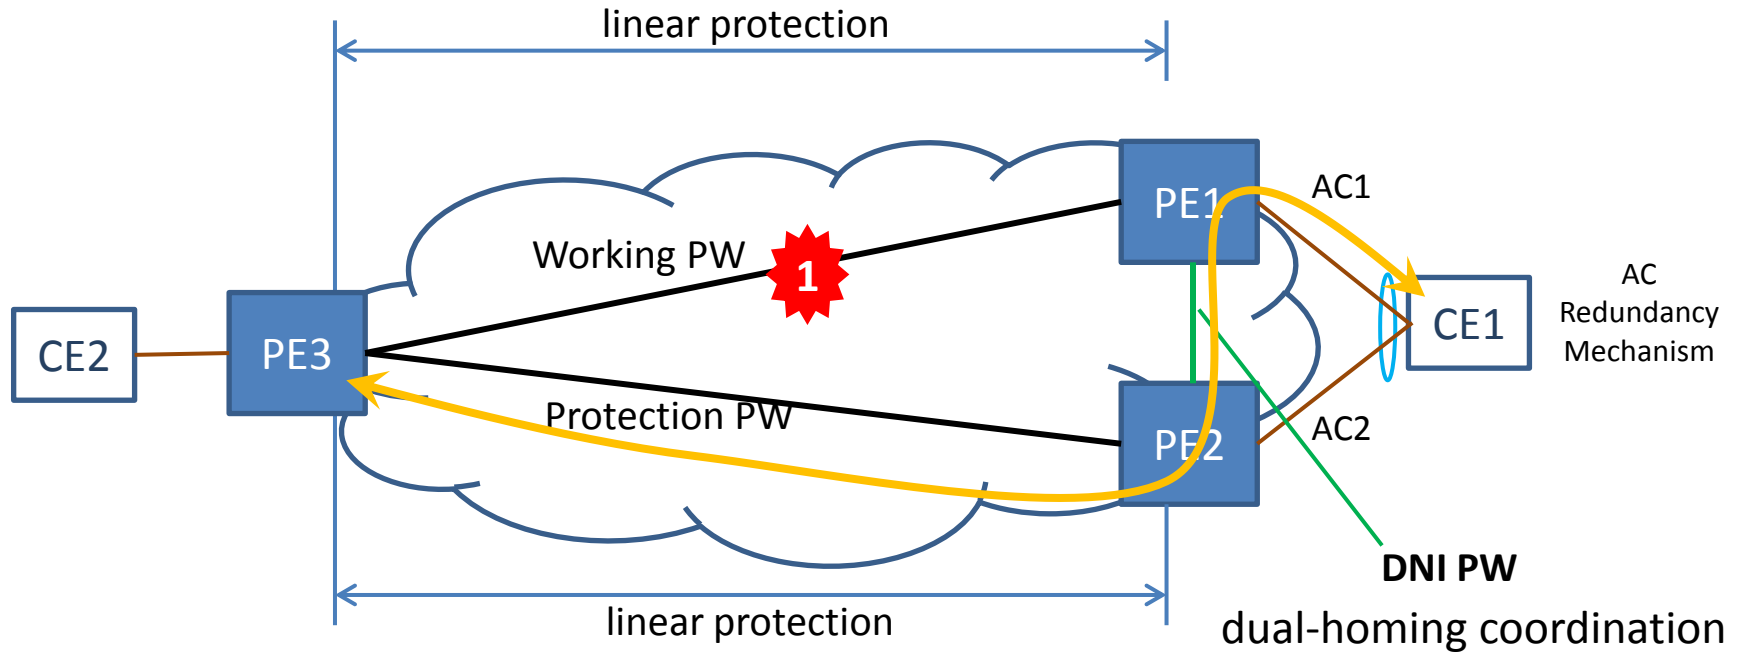 linear protection
PE1
AC1
Working PW
1
AC
Redundancy
Mechanism
CE2
PE3
CE1
Protection PW
PE2
AC2
DNI PW
linear protection
dual-homing coordination